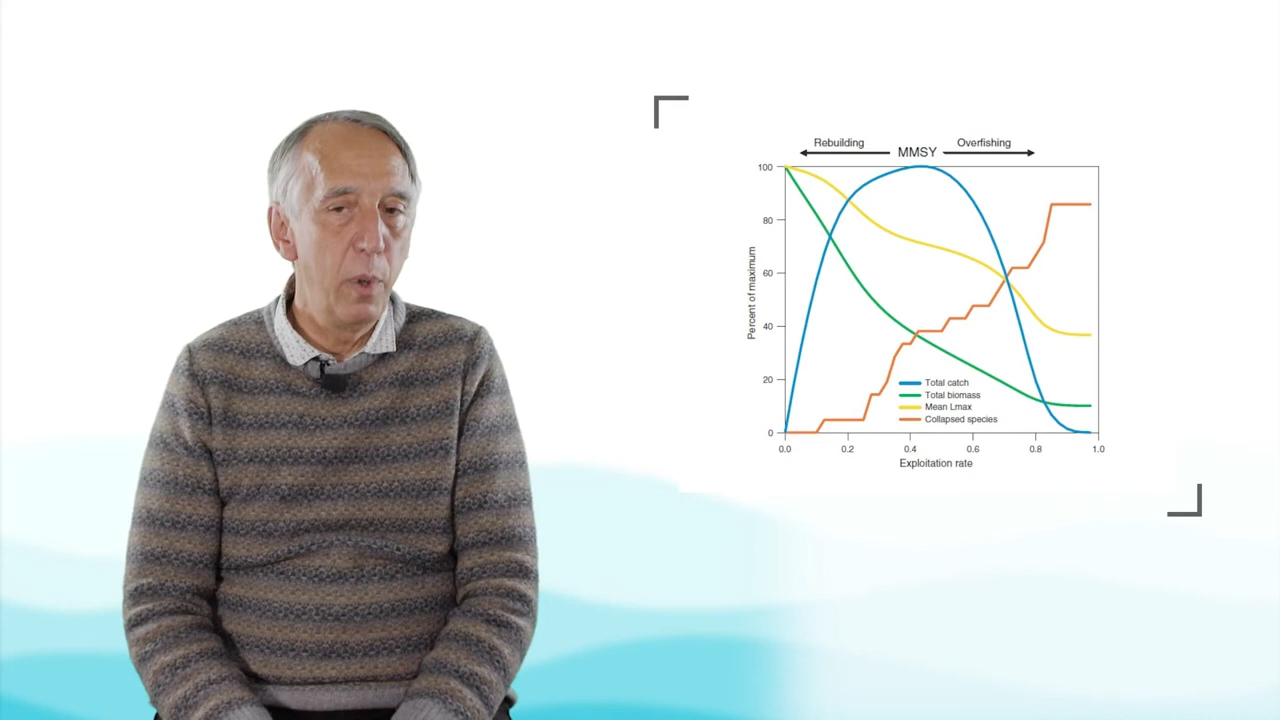 Rebuilding
MMSY
Overfishing
100
80
60
40
20
0
Percent of maximum
Total catch
Total biomass
Mean Lmax
Collapsed species
0.0 0.2 0.4 0.6 0.8 1.0
Exploitation rate